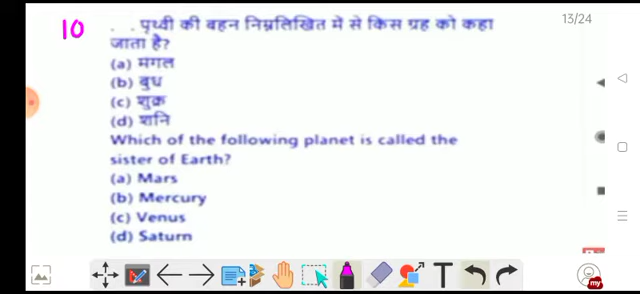 13/24
10 . . पृथ्वी की बहन निम्नलिखित में से किस ग्रह को कहा
जाता है?
(a) मंगल
(b) बुध
(c) शुक्र
(d) शनि
Which of the following planet is called the
sister of Earth?
(a) Mars
(b) Mercury
(c) Venus
(d) Saturn
T
my